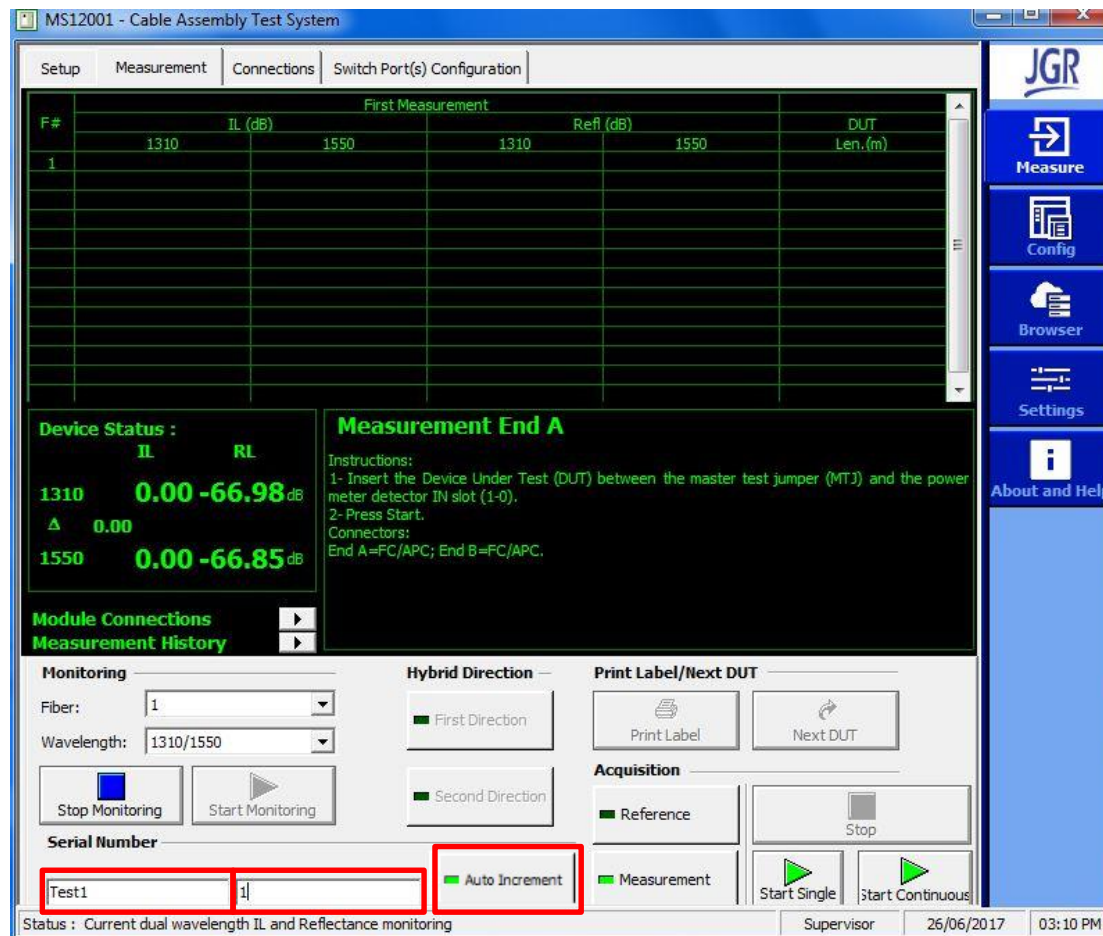 MS12001 - Cable Assembly Test System
Setup Measurement Connections Switch Port(s) Configuration
JGR
First Measurement
F# IL (dB) Refl (dB) DUT
1310 1550 1310 1550 Len.(m)
1
Measure
Config
Browser
Settings
About and Help
Device Status :
IL RL
1310 0.00 -66.98 dB
Δ 0.00
1550 0.00 -66.85 dB
Module Connections
Measurement History
Measurement End A
Instructions:
1- Insert the Device Under Test (DUT) between the master test jumper (MTJ) and the power
meter detector IN slot (1-0).
2- Press Start.
Connectors:
End A=FC/APC; End B=FC/APC.
Monitoring
Fiber: 1
Wavelength: 1310/1550
Stop Monitoring Start Monitoring
Hybrid Direction
First Direction
Second Direction
Print Label/Next DUT
Print Label Next DUT
Acquisition
Reference Stop
Serial Number
Test1 1 Auto Increment
Measurement Start Single Start Continuous
Status : Current dual wavelength IL and Reflectance monitoring Supervisor 26/06/2017 03:10 PM